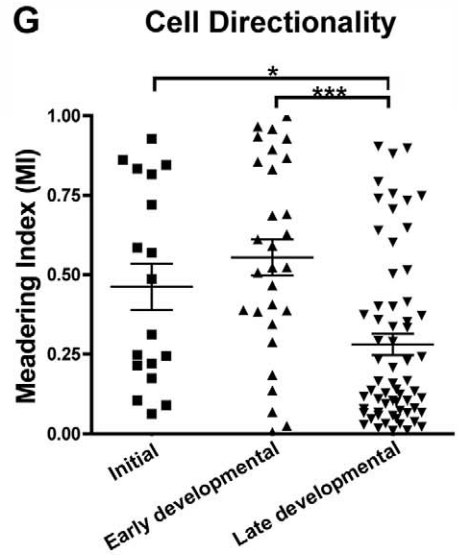 G Cell Directionality
*
***
Meadering Index (MI)
1.00
0.75
0.50
0.25
0.00
Initial
Early developmental
Late developmental